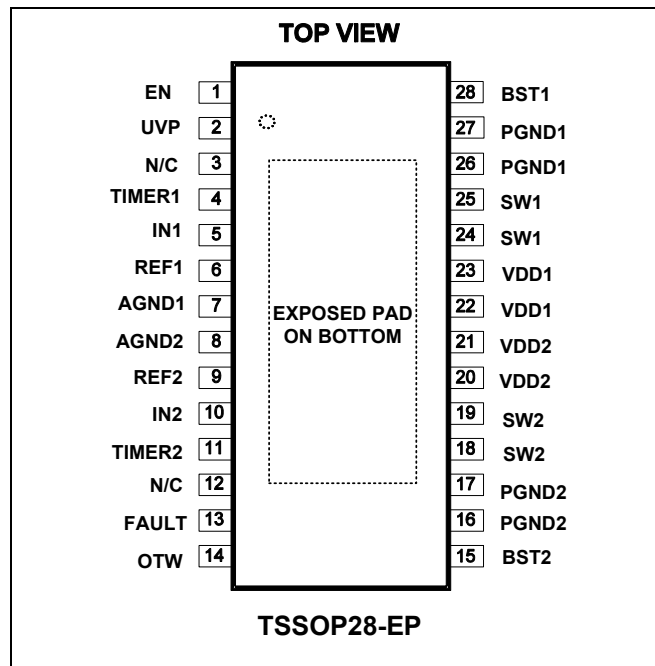 TOP VIEW
EN 1 28 BST1
UVP 2 27 PGND1
N/C 3 26 PGND1
TIMER1 4 25 SW1
IN1 5 24 SW1
REF1 6 23 VDD1
AGND1 7 22 VDD1
EXPOSED PAD
ON BOTTOM
AGND2 8 21 VDD2
REF2 9 20 VDD2
IN2 10 19 SW2
TIMER2 11 18 SW2
N/C 12 17 PGND2
FAULT 13 16 PGND2
OTW 14 15 BST2
TSSOP28-EP